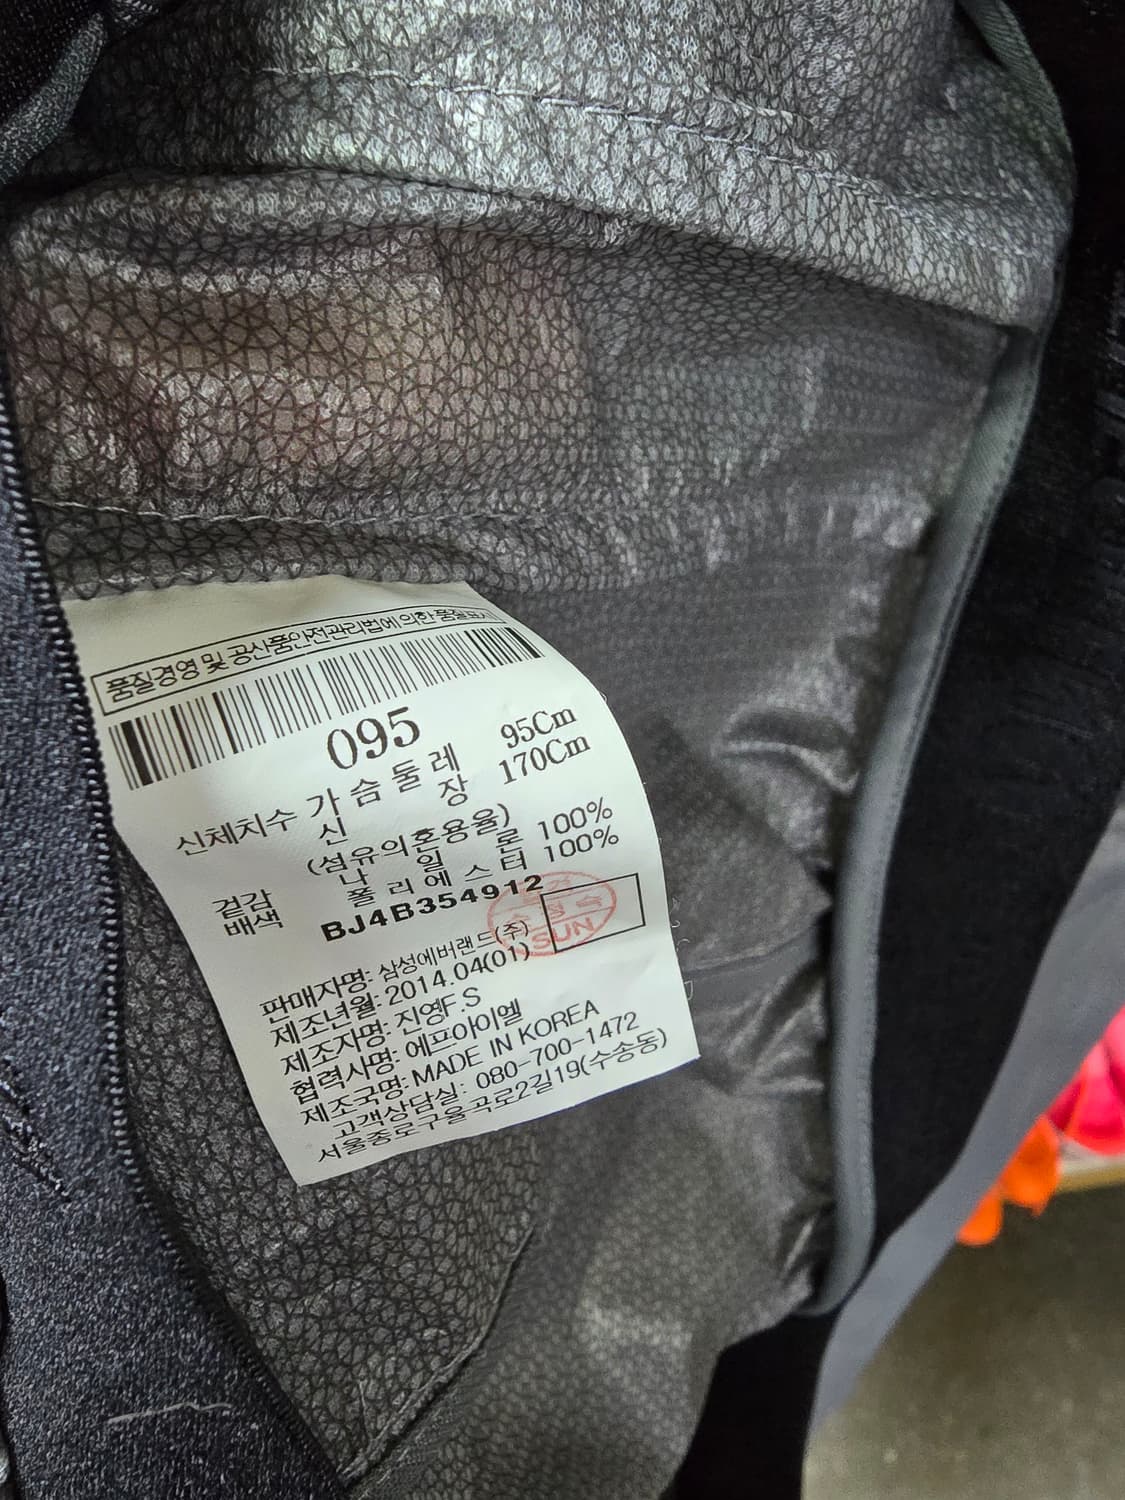 품질경영 및 공산품안전관리법에 의한 품질표시
095
신체치수 가슴둘레 95Cm
신 장 170Cm
(섬유의혼용율)
겉감 나 일 론 100%
배색 폴 리 에 스 터 100%
BJ4B354912
판매자명: 삼성에버랜드(주)
제조년월: 2014.04(01)
제조자명: 진영F.S
협력사명: 에프아이엘
제조국명: MADE IN KOREA
고객상담실: 080-700-1472
서울종로구율곡로2길19(수송동)
SUN